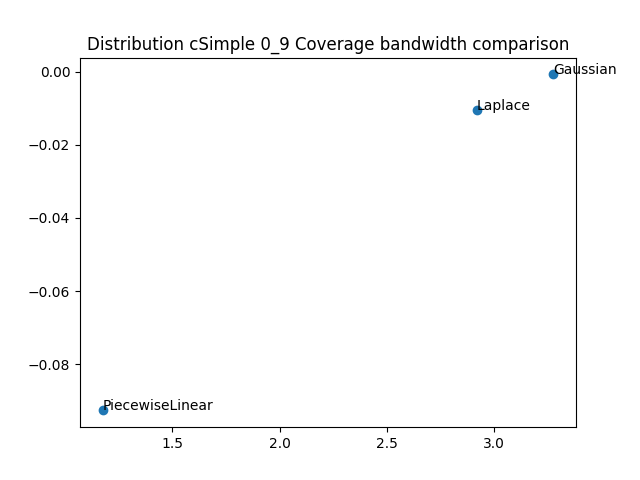 Distribution cSimple 0_9 Coverage bandwidth comparison
0.00
−0.02
−0.04
−0.06
−0.08
Gaussian
Laplace
PiecewiseLinear
1.5
2.0
2.5
3.0